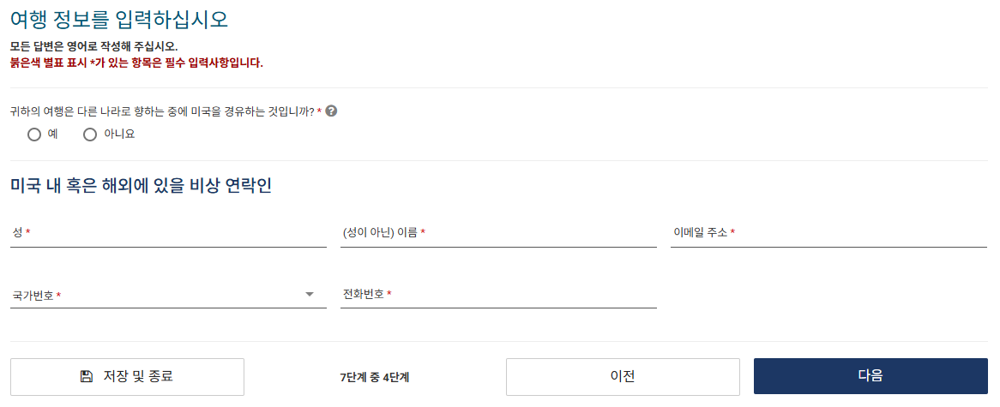 여행 정보를 입력하십시오
모든 답변은 영어로 작성해 주십시오.
붉은색 별표 표시 *가 있는 항목은 필수 입력사항입니다.
귀하의 여행은 다른 나라로 향하는 중에 미국을 경유하는 것입니까? * ?
예 아니요
미국 내 혹은 해외에 있을 비상 연락인
성 * (성이 아닌) 이름 * 이메일 주소 *
국가번호 * 전화번호 *
저장 및 종료 7단계 중 4단계 이전 다음